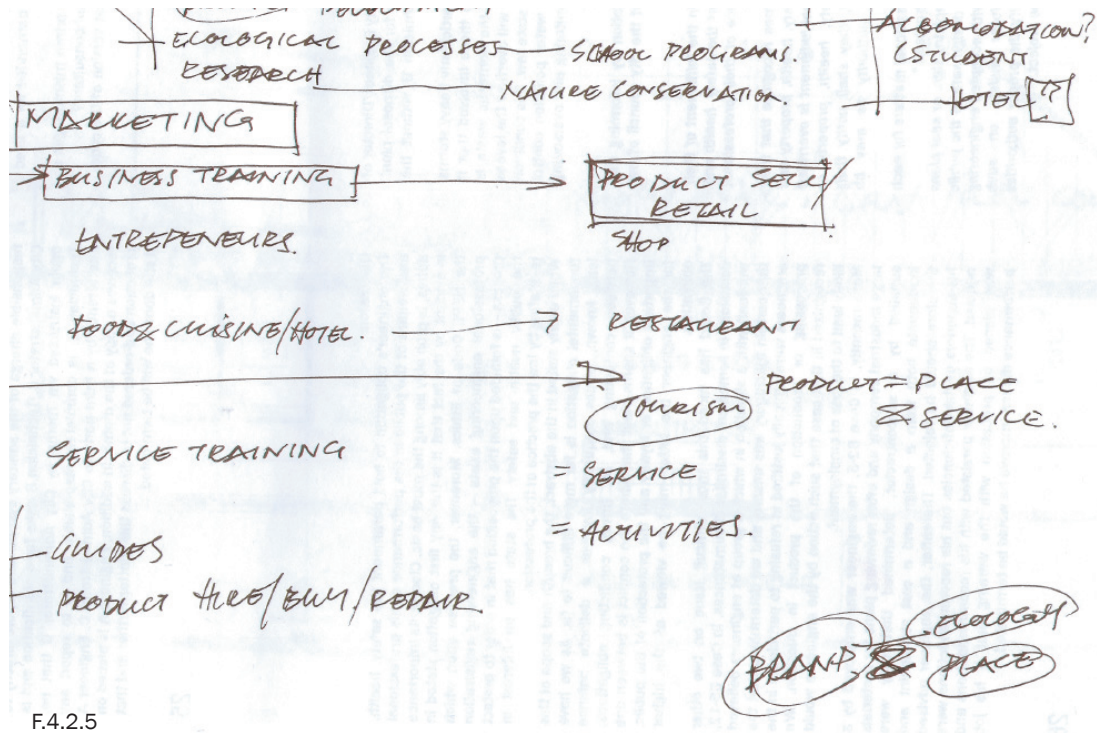 DEVELOPMENT
ECOLOGICAL PROCESSES — SCHOOL PROGRAMS.
RESEARCH — NATURE CONSERVATION.
ACCOMODATION?
(STUDENT
HOTEL ??
MARKETING
BUSINESS TRAINING
PRODUCT SELL/
RETAIL
SHOP
ENTREPENEURS.
FOOD & CUISINE/HOTEL.
RESTAURANT
TOURISM
PRODUCT = PLACE
& SERVICE.
SERVICE TRAINING
= SERVICE
= ACTIVITIES.
GUIDES
PRODUCT HIRE/BUY/REPAIR
BRAND & ECOLOGY
PLACE
F.4.2.5